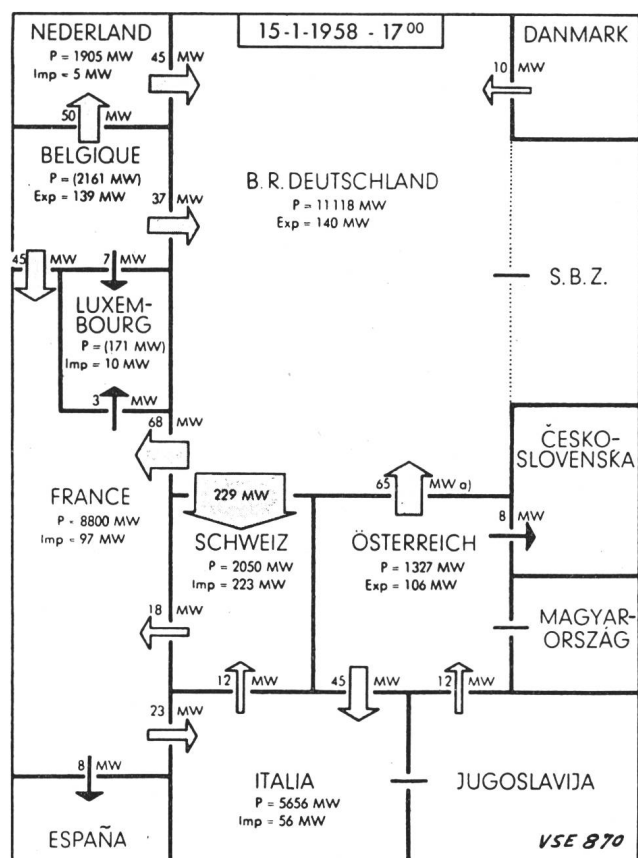 15-1-1958 - 17⁰⁰
NEDERLAND
P = 1905 MW
Imp = 5 MW
45 MW
10 MW
DANMARK
50 MW
BELGIQUE
P = (2161 MW)
Exp = 139 MW
37 MW
B. R. DEUTSCHLAND
P = 11118 MW
Exp = 140 MW
S. B. Z.
45 MW
7 MW
LUXEM-
BOURG
P = (171 MW)
Imp = 10 MW
3 MW
68 MW
FRANCE
P = 8800 MW
Imp = 97 MW
229 MW
65 MW a)
ČESKO-
SLOVENSKA
8 MW
SCHWEIZ
P = 2050 MW
Imp = 223 MW
ÖSTERREICH
P = 1327 MW
Exp = 106 MW
MAGYAR-
ORSZÁG
18 MW
12 MW
45 MW
12 MW
23 MW
8 MW
ESPAÑA
ITALIA
P = 5656 MW
Imp = 56 MW
JUGOSLAVIJA
VSE 870